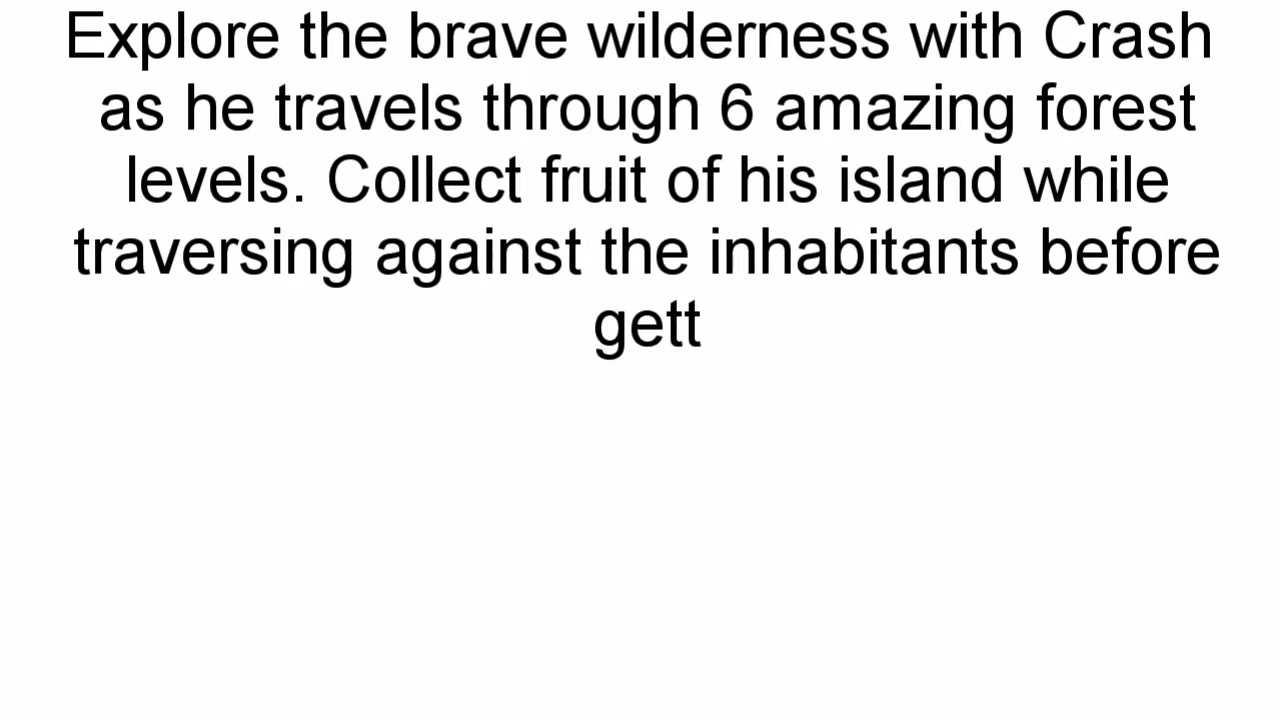 Explore the brave wilderness with Crash
as he travels through 6 amazing forest
levels. Collect fruit of his island while
traversing against the inhabitants before
gett